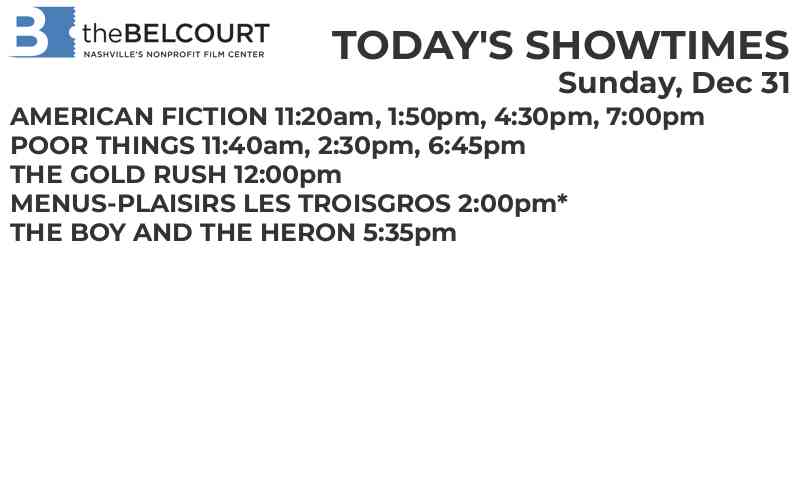 B theBELCOURT
NASHVILLE'S NONPROFIT FILM CENTER
TODAY'S SHOWTIMES
Sunday, Dec 31
AMERICAN FICTION 11:20am, 1:50pm, 4:30pm, 7:00pm
POOR THINGS 11:40am, 2:30pm, 6:45pm
THE GOLD RUSH 12:00pm
MENUS-PLAISIRS LES TROISGROS 2:00pm*
THE BOY AND THE HERON 5:35pm